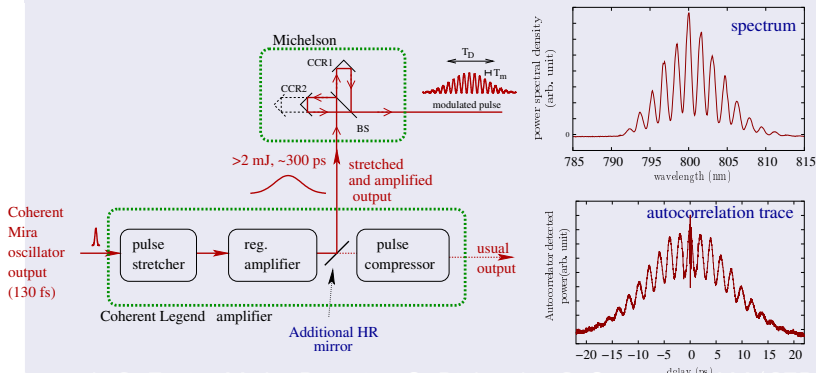 Michelson
CCR1
CCR2
BS
T_D
T_m
modulated pulse
>2 mJ, ~300 ps
stretched
and amplified
output
Coherent
Mira
oscillator
output
(130 fs)
pulse
stretcher
reg.
amplifier
pulse
compressor
usual
output
Coherent Legend amplifier
Additional HR
mirror
spectrum
power spectral density
(arb. unit)
0
785 790 795 800 805 810 815
wavelength (nm)
autocorrelation trace
Autocorrelator detected
power(arb. unit)
−20 −15 −10 −5 0 5 10 15 20
delay (ps)